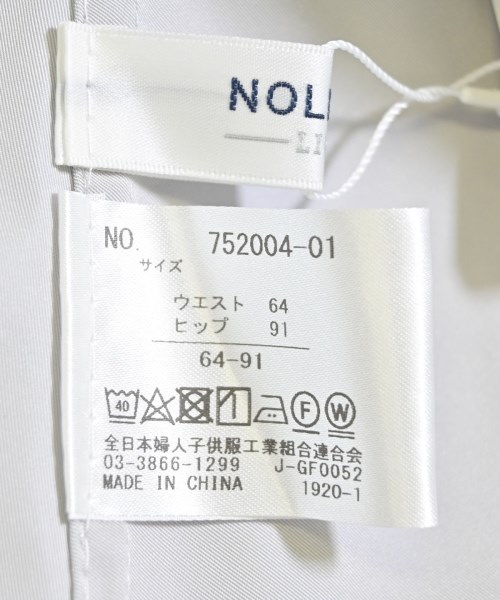 NOL
LI
NO. 752004-01
サイズ
ウエスト 64
ヒップ 91
64-91
40 F W
全日本婦人子供服工業組合連合会
03-3866-1299 J-GF0052
MADE IN CHINA 1920-1